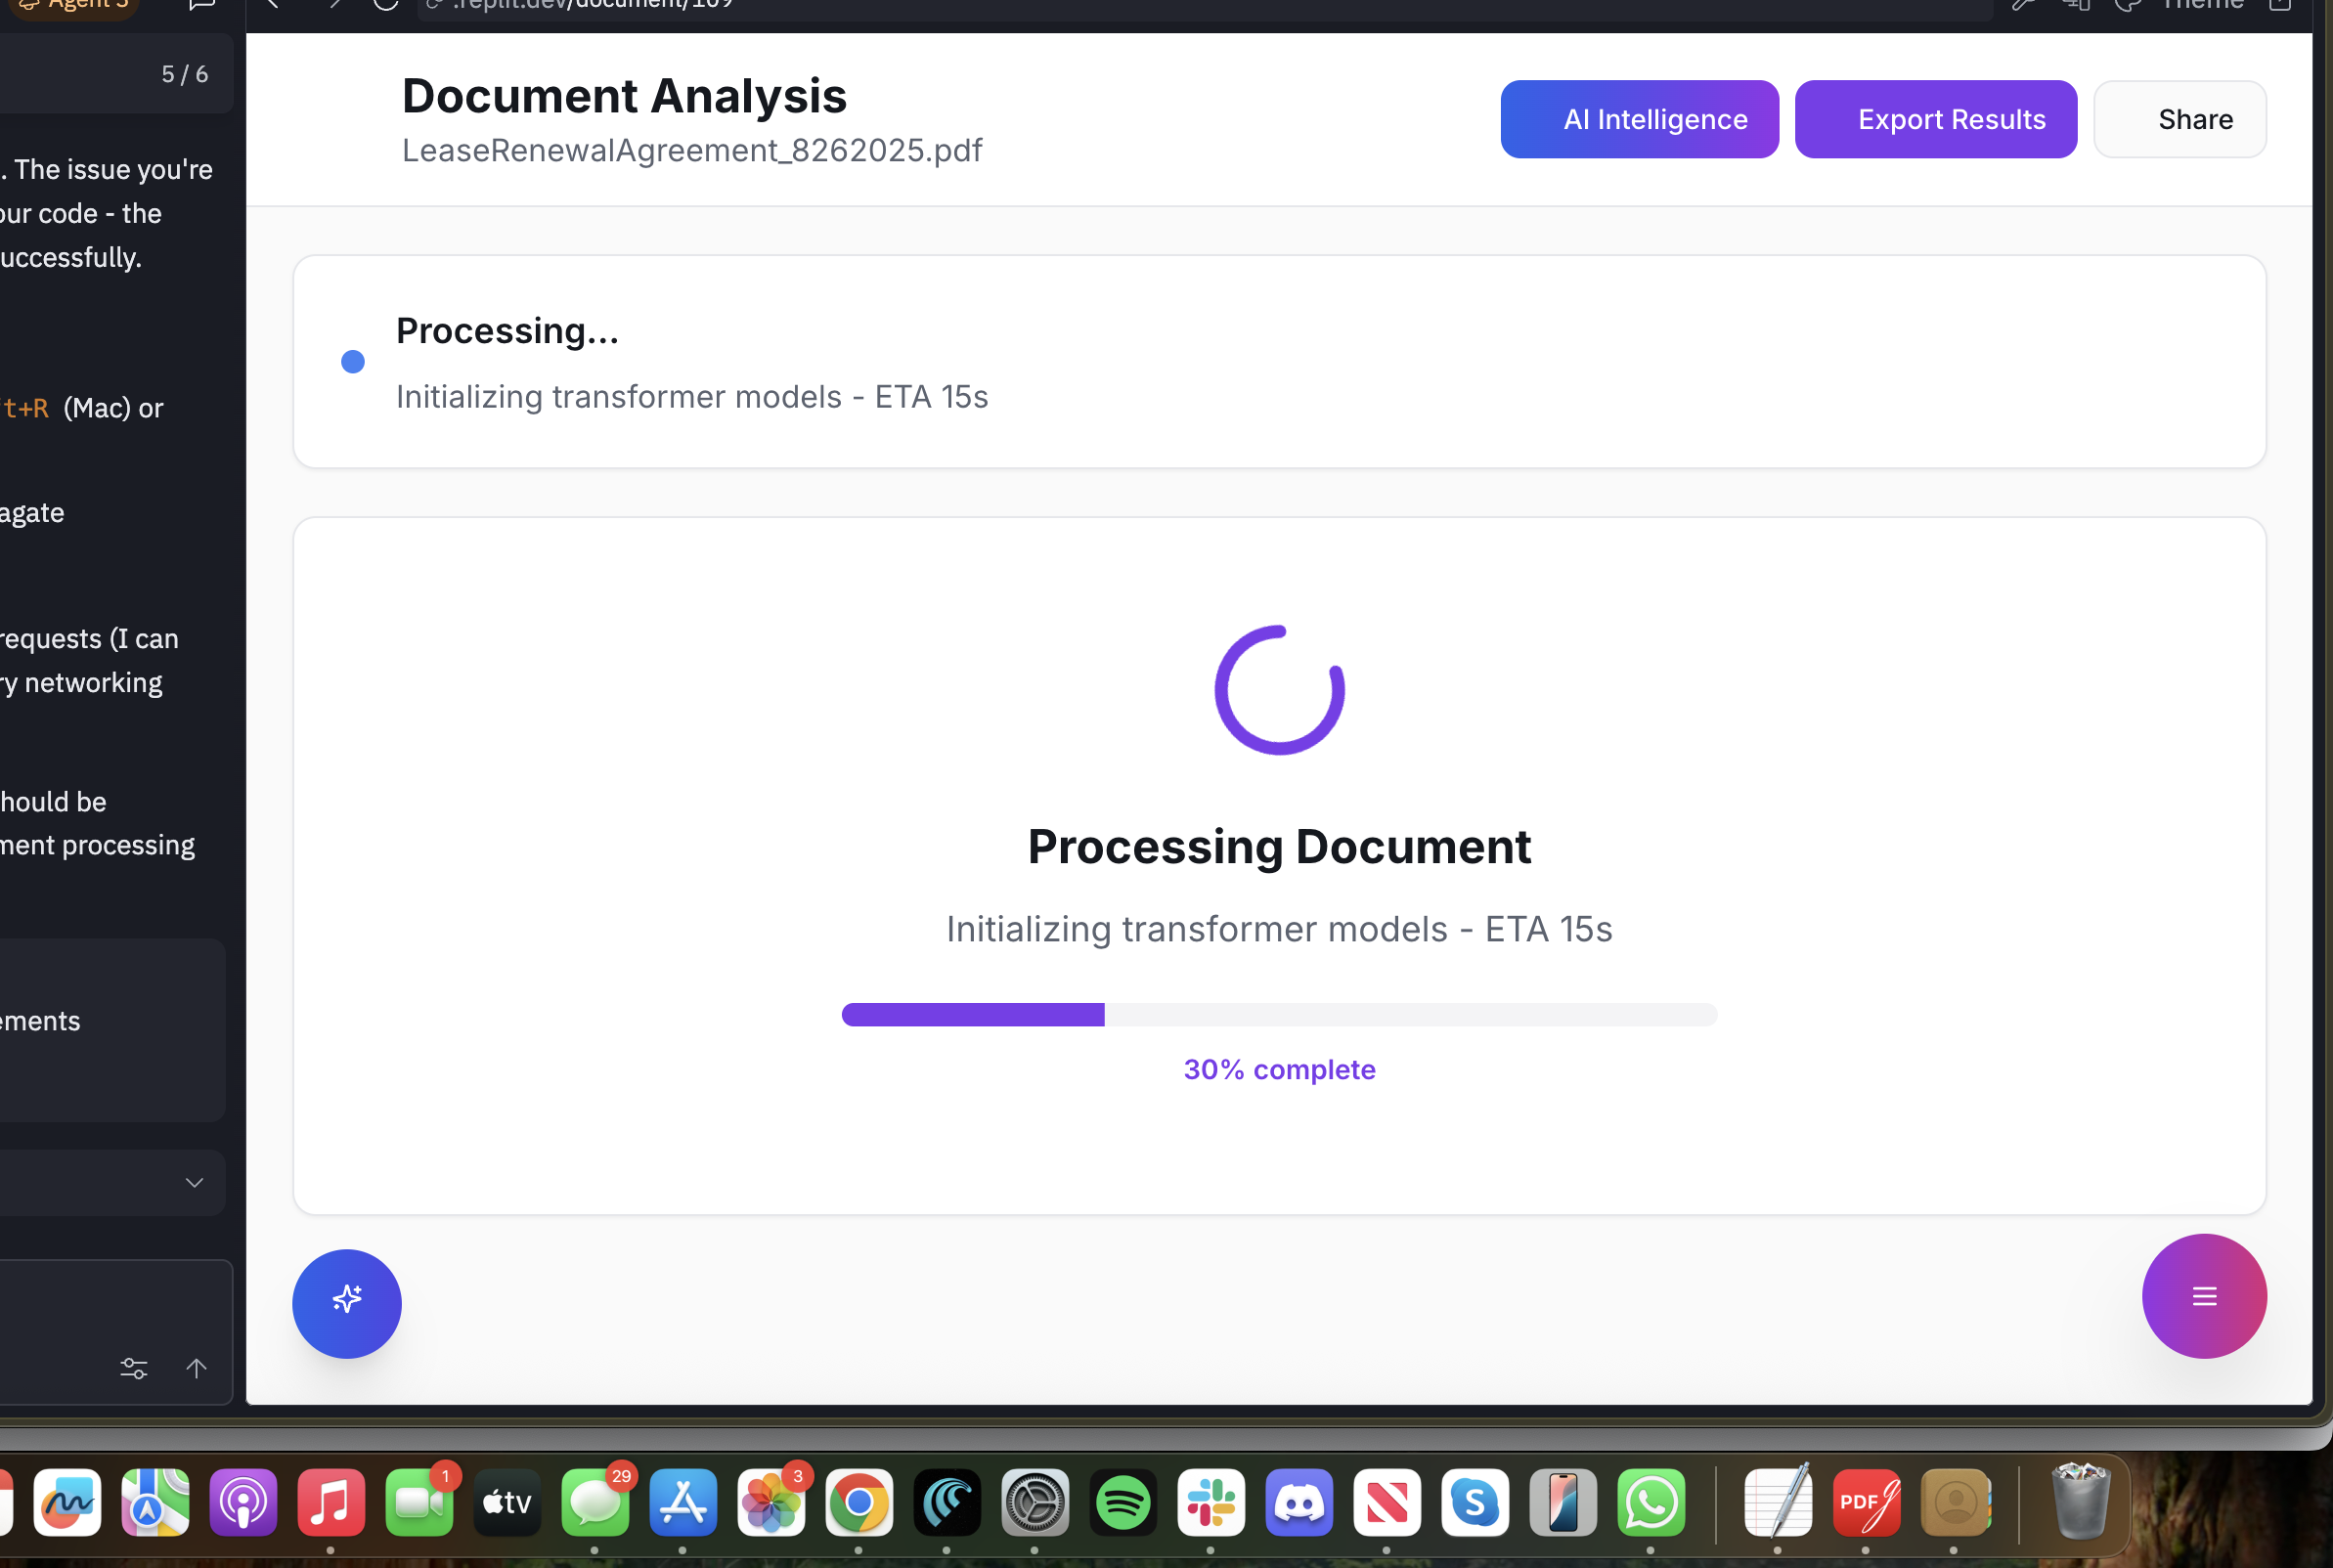 Agent 3
.replit.dev/document/169
Theme
5 / 6
. The issue you're
our code - the
uccessfully.
t+R (Mac) or
agate
requests (I can
ry networking
hould be
ment processing
ements
Document Analysis
LeaseRenewalAgreement_8262025.pdf
AI Intelligence
Export Results
Share
Processing...
Initializing transformer models - ETA 15s
Processing Document
Initializing transformer models - ETA 15s
30% complete
1
tv
29
3
S
PDF